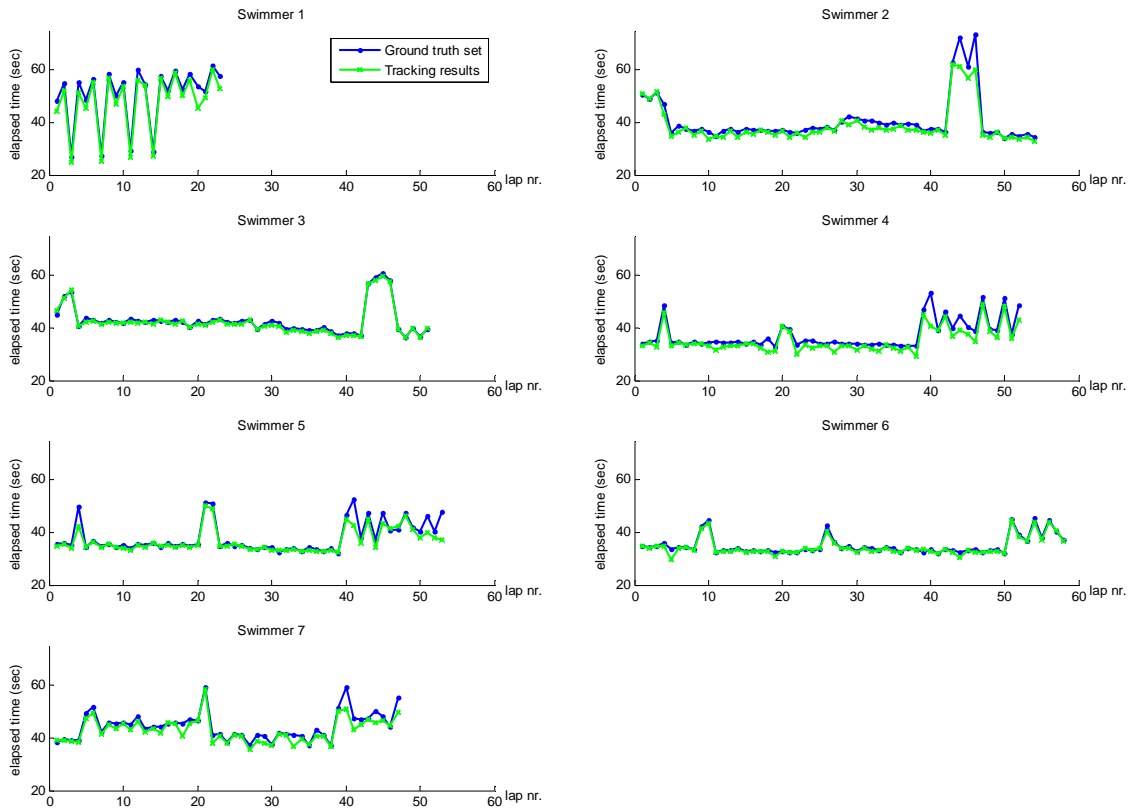 Swimmer 1
Ground truth set
Tracking results
elapsed time (sec)
60
40
20
0 10 20 30 40 50 60 lap nr.
Swimmer 2
elapsed time (sec)
60
40
20
0 10 20 30 40 50 60 lap nr.
Swimmer 3
elapsed time (sec)
60
40
20
0 10 20 30 40 50 60 lap nr.
Swimmer 4
elapsed time (sec)
60
40
20
0 10 20 30 40 50 60 lap nr.
Swimmer 5
elapsed time (sec)
60
40
20
0 10 20 30 40 50 60 lap nr.
Swimmer 6
elapsed time (sec)
60
40
20
0 10 20 30 40 50 60 lap nr.
Swimmer 7
elapsed time (sec)
60
40
20
0 10 20 30 40 50 60 lap nr.